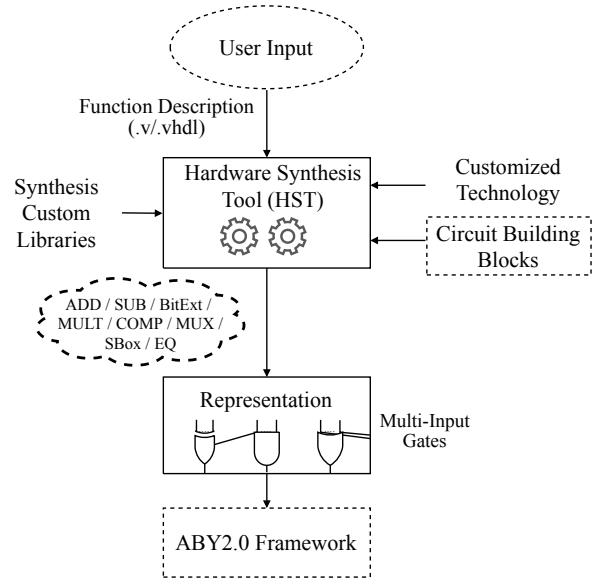 User Input
Function Description
(.v/.vhdl)
Hardware Synthesis
Tool (HST)
Synthesis
Custom
Libraries
Customized
Technology
Circuit Building
Blocks
ADD / SUB / BitExt /
MULT / COMP / MUX /
SBox / EQ
Representation
Multi-Input
Gates
ABY2.0 Framework